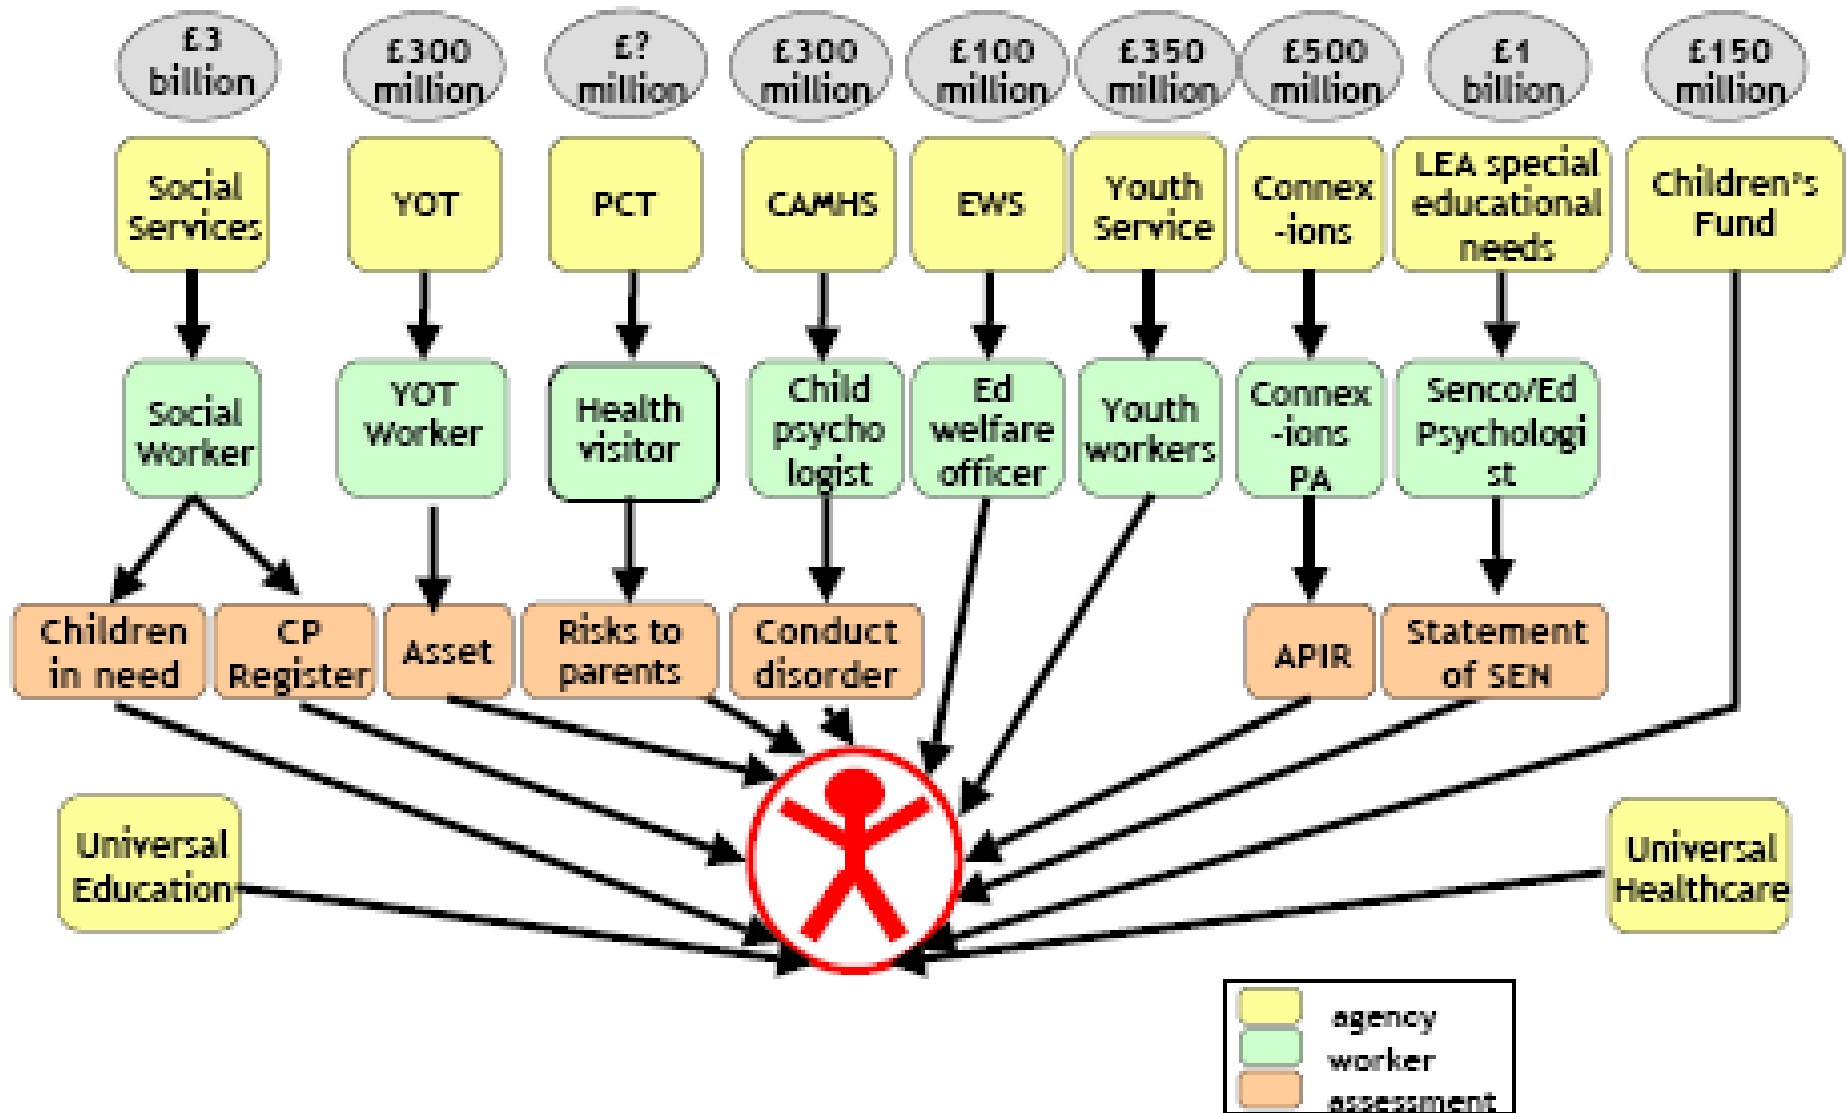 £3
billion
£300
million
£?
million
£300
million
£100
million
£350
million
£500
million
£1
billion
£150
million
Social
Services
YOT
PCT
CAMHS
EWS
Youth
Service
Connex
-ions
LEA special
educational
needs
Children's
Fund
Social
Worker
YOT
Worker
Health
visitor
Child
psycho
logist
Ed
welfare
officer
Youth
workers
Connex
-ions
PA
Senco/Ed
Psychologi
st
Children
in need
CP
Register
Asset
Risks to
parents
Conduct
disorder
APIR
Statement
of SEN
Universal
Education
Universal
Healthcare
agency
worker
assessment